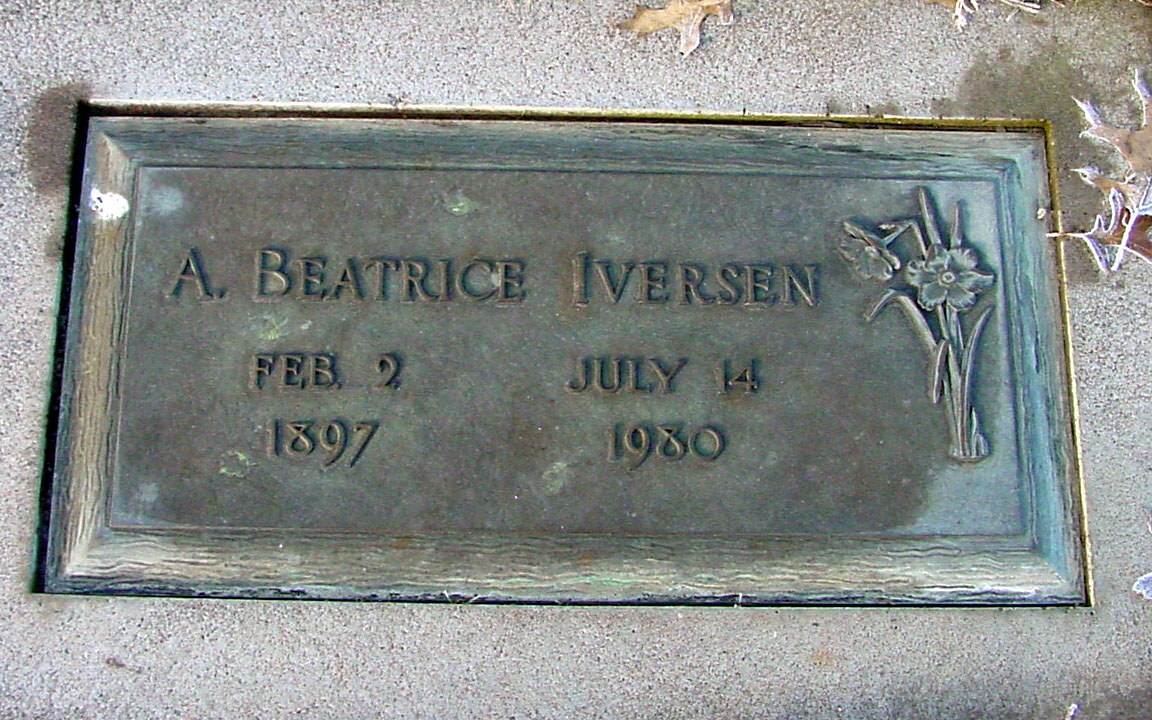 A. BEATRICE IVERSEN
FEB. 2 JULY 14
1897 1980